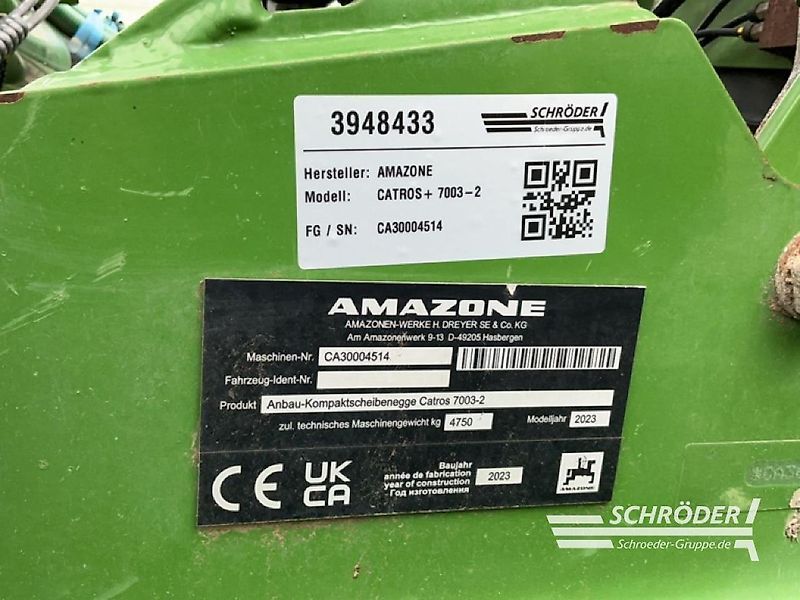 3948433
SCHRÖDER
Schroeder-Gruppe.de
Hersteller: AMAZONE
Modell: CATROS+ 7003-2
FG / SN: CA30004514
AMAZONE
AMAZONEN-WERKE H. DREYER SE & Co. KG
Am Amazonenwerk 9-13 D-49205 Hasbergen
Maschinen-Nr. CA30004514
Fahrzeug-Ident-Nr.
Produkt Anbau-Kompaktscheibenegge Catros 7003-2
zul. technisches Maschinengewicht kg 4750 Modelljahr 2023
CE UK CA
Baujahr
année de fabrication
year of construction
Год изготовления
2023
AMAZONE
SCHRÖDER
Schroeder-Gruppe.de